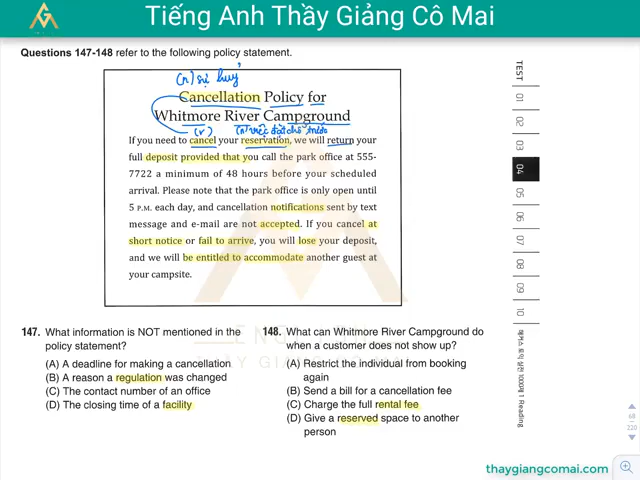 Tiếng Anh Thầy Giảng Cô Mai
Questions 147-148 refer to the following policy statement.
(n) sự huỷ
Cancellation Policy for
Whitmore River Campground
(v) (n) việc đặt chỗ trước
If you need to cancel your reservation, we will return your
full deposit provided that you call the park office at 555-
7722 a minimum of 48 hours before your scheduled
arrival. Please note that the park office is only open until
5 P.M. each day, and cancellation notifications sent by text
message and e-mail are not accepted. If you cancel at
short notice or fail to arrive, you will lose your deposit,
and we will be entitled to accommodate another guest at
your campsite.
147. What information is NOT mentioned in the
policy statement?
(A) A deadline for making a cancellation
(B) A reason a regulation was changed
(C) The contact number of an office
(D) The closing time of a facility
148. What can Whitmore River Campground do
when a customer does not show up?
(A) Restrict the individual from booking
again
(B) Send a bill for a cancellation fee
(C) Charge the full rental fee
(D) Give a reserved space to another
person
TEST
01
02
03
04
05
06
07
08
09
10
1 Reading
68
220
thaygiangcomai.com